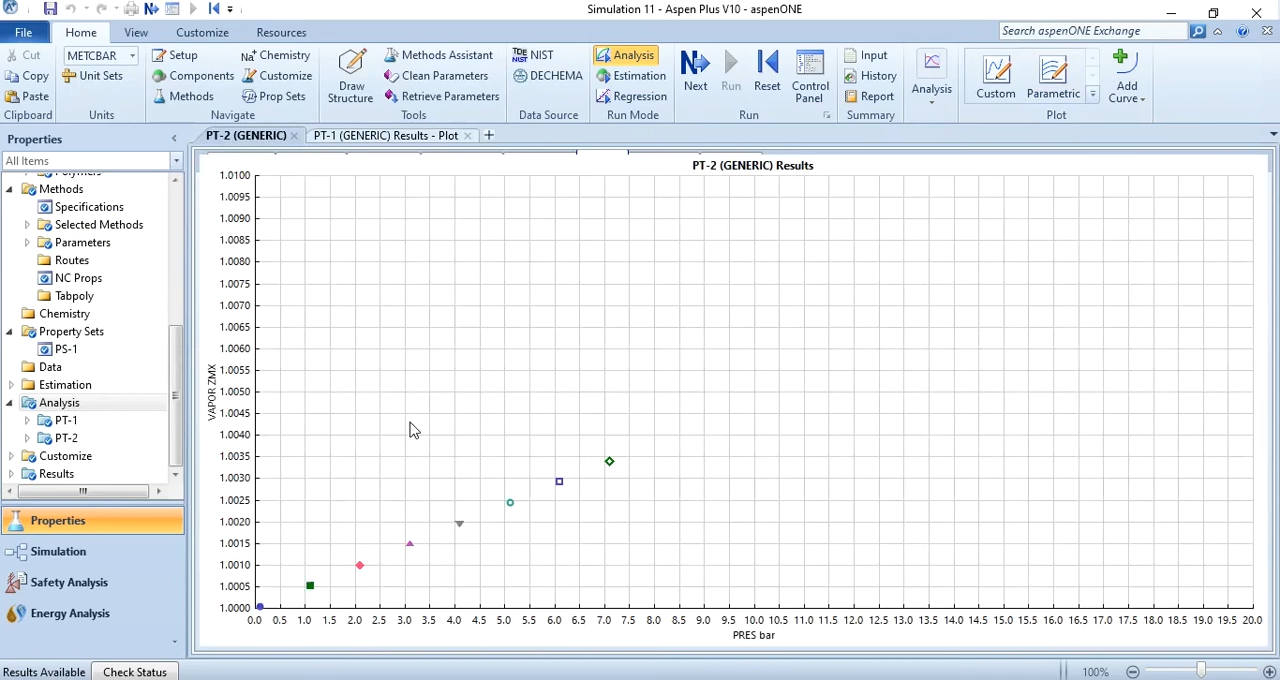 Simulation 11 - Aspen Plus V10 - aspenONE
File Home View Customize Resources
Search aspenONE Exchange
Cut
Copy
Paste
Clipboard
METCBAR
Unit Sets
Units
Setup
Components
Methods
Chemistry
Customize
Prop Sets
Navigate
Draw
Structure
Methods Assistant
Clean Parameters
Retrieve Parameters
Tools
NIST
DECHEMA
Data Source
Analysis
Estimation
Regression
Run Mode
Next
Run
Reset
Control
Panel
Run
Input
History
Report
Summary
Analysis
Custom
Parametric
Plot
Add
Curve
Properties
All Items
Methods
Specifications
Selected Methods
Parameters
Routes
NC Props
Tabpoly
Chemistry
Property Sets
PS-1
Data
Estimation
Analysis
PT-1
PT-2
Customize
Results
Properties
Simulation
Safety Analysis
Energy Analysis
PT-2 (GENERIC)
PT-1 (GENERIC) Results - Plot
PT-2 (GENERIC) Results
1.0100
1.0095
1.0090
1.0085
1.0080
1.0075
1.0070
1.0065
1.0060
1.0055
1.0050
1.0045
1.0040
1.0035
1.0030
1.0025
1.0020
1.0015
1.0010
1.0005
1.0000
VAPOR ZMX
0.0 0.5 1.0 1.5 2.0 2.5 3.0 3.5 4.0 4.5 5.0 5.5 6.0 6.5 7.0 7.5 8.0 8.5 9.0 9.5 10.0 10.5 11.0 11.5 12.0 12.5 13.0 13.5 14.0 14.5 15.0 15.5 16.0 16.5 17.0 17.5 18.0 18.5 19.0 19.5 20.0
PRES bar
Results Available Check Status
100%